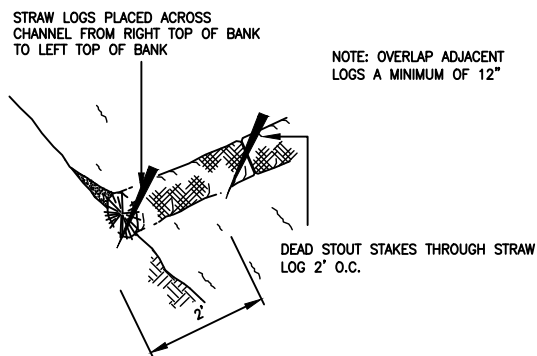 STRAW LOGS PLACED ACROSS
CHANNEL FROM RIGHT TOP OF BANK
TO LEFT TOP OF BANK
NOTE: OVERLAP ADJACENT
LOGS A MINIMUM OF 12"
DEAD STOUT STAKES THROUGH STRAW
LOG 2' O.C.
2'